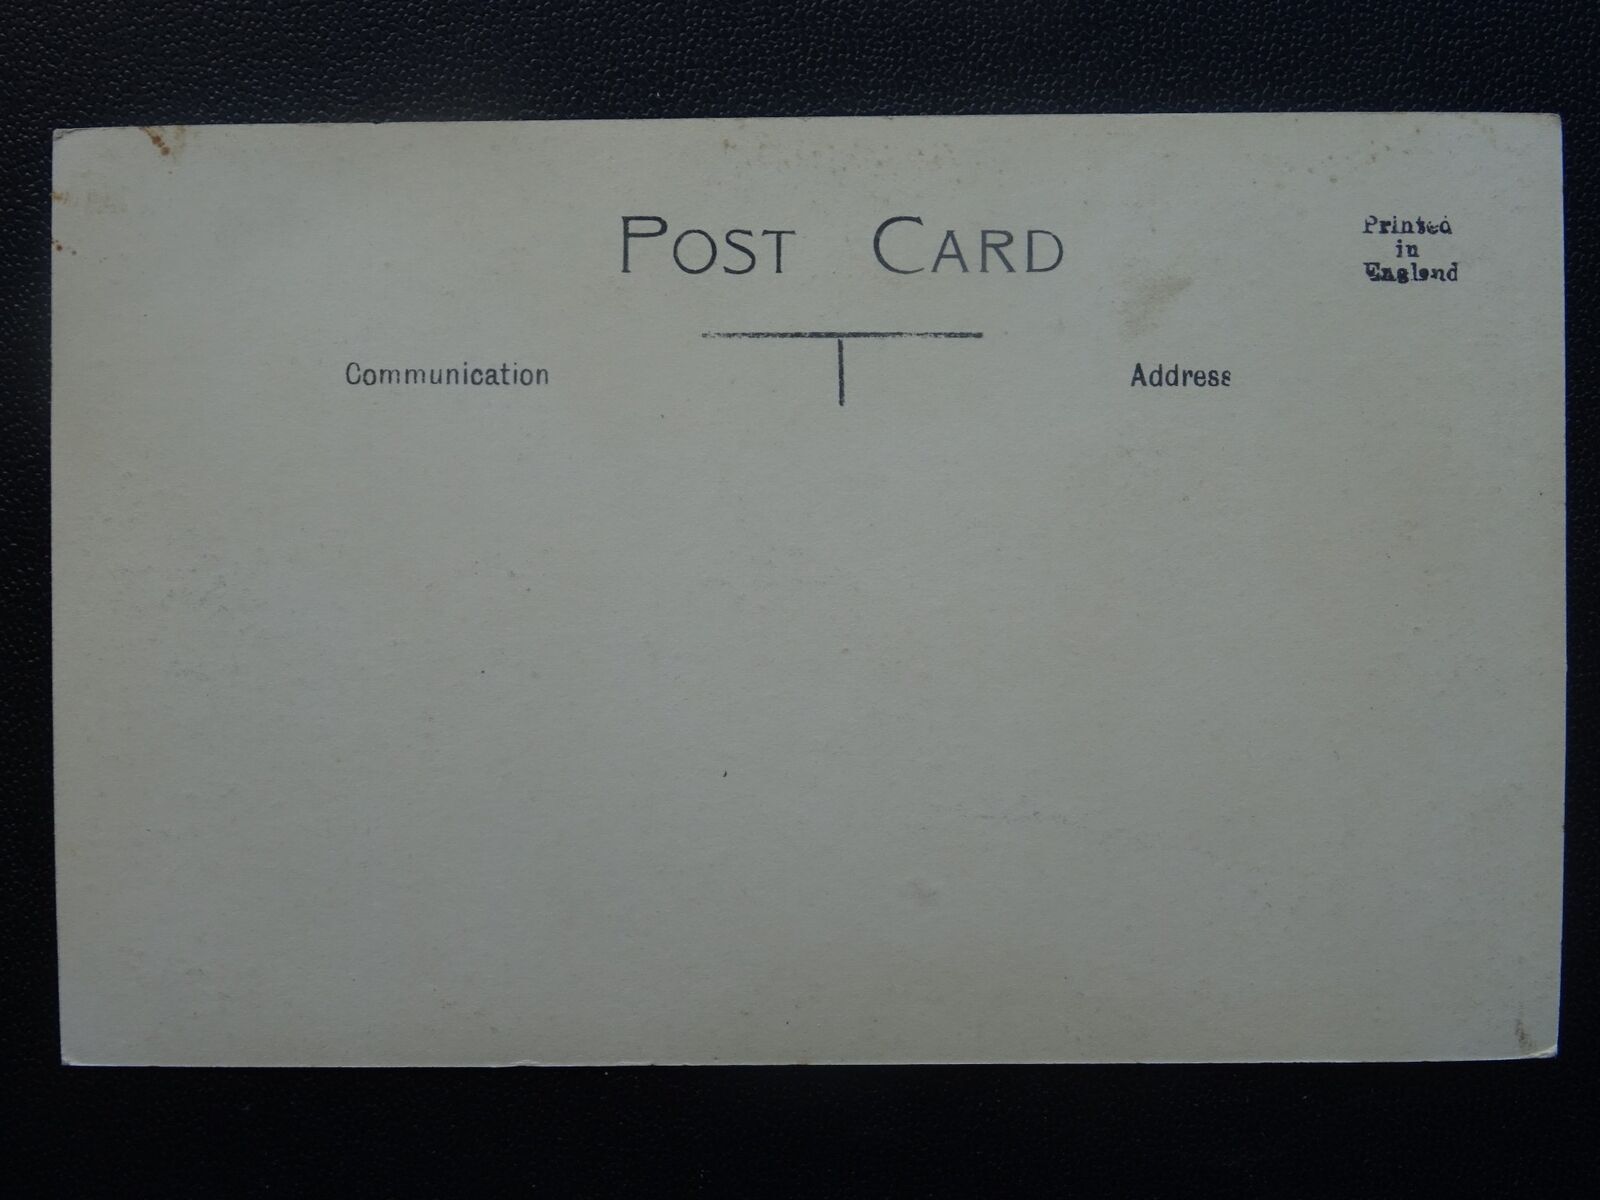 POST CARD
Printed
in
England
Communication
Address